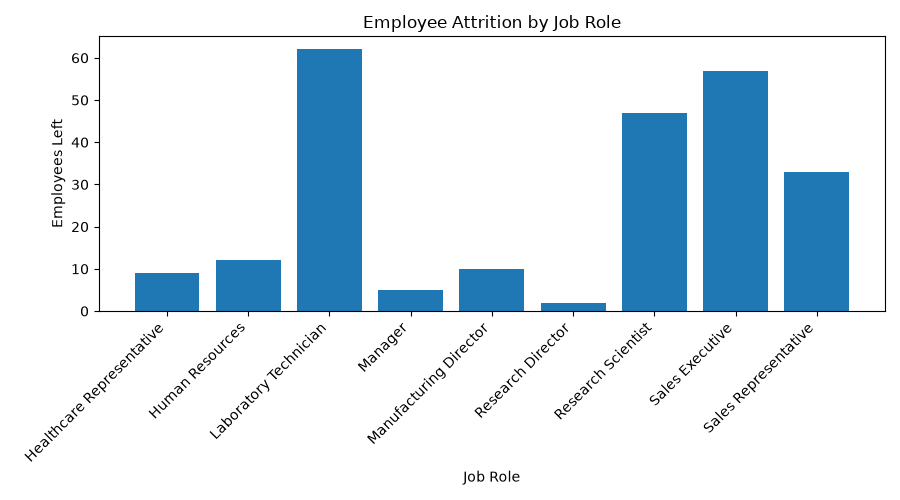 Employee Attrition by Job Role
Employees Left
60
50
40
30
20
10
0
Healthcare Representative
Human Resources
Laboratory Technician
Manager
Manufacturing Director
Research Director
Research Scientist
Sales Executive
Sales Representative
Job Role